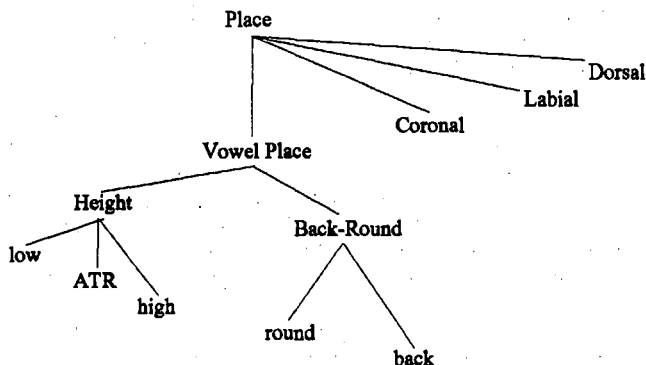 Place
Dorsal
Labial
Coronal
Vowel Place
Height
Back-Round
low
ATR
high
round
back